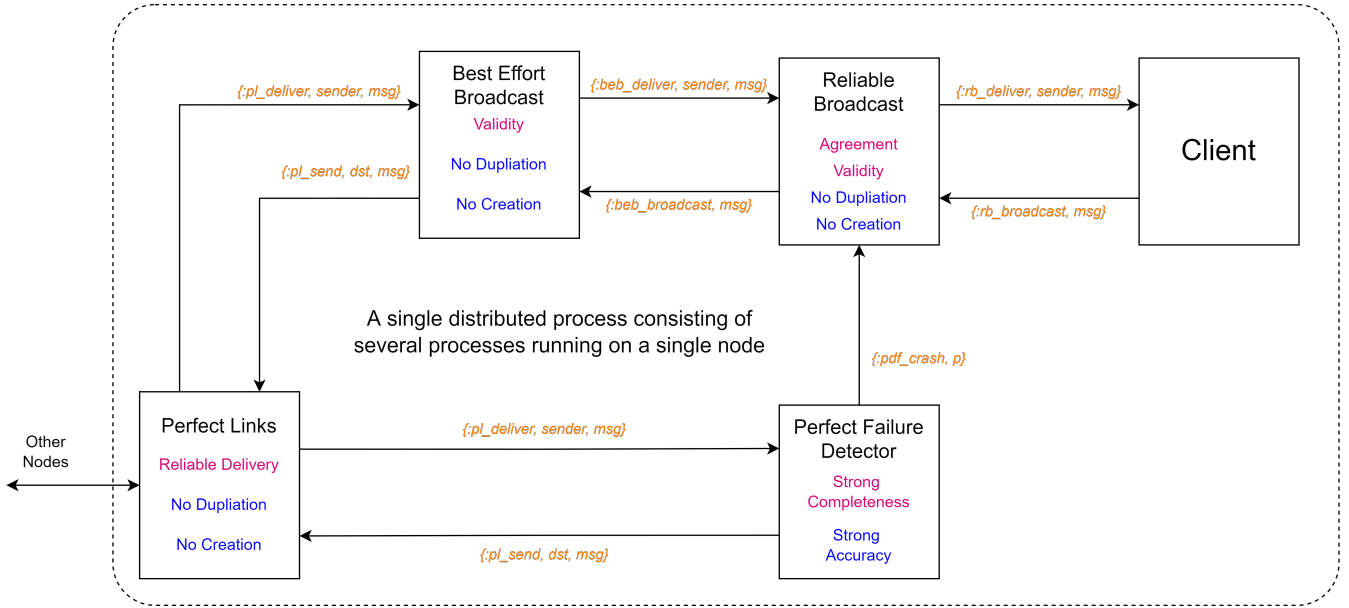 {:pl_deliver, sender, msg}
Best Effort
Broadcast
Validity
No Dupliation
No Creation
{:beb_deliver, sender, msg}
Reliable
Broadcast
Agreement
Validity
No Dupliation
No Creation
{:rb_deliver, sender, msg}
Client
{:pl_send, dst, msg}
{:beb_broadcast, msg}
{:rb_broadcast, msg}
A single distributed process consisting of
several processes running on a single node
{:pdf_crash, p}
Other
Nodes
Perfect Links
Reliable Delivery
No Dupliation
No Creation
{:pl_deliver, sender, msg}
{:pl_send, dst, msg}
Perfect Failure
Detector
Strong
Completeness
Strong
Accuracy